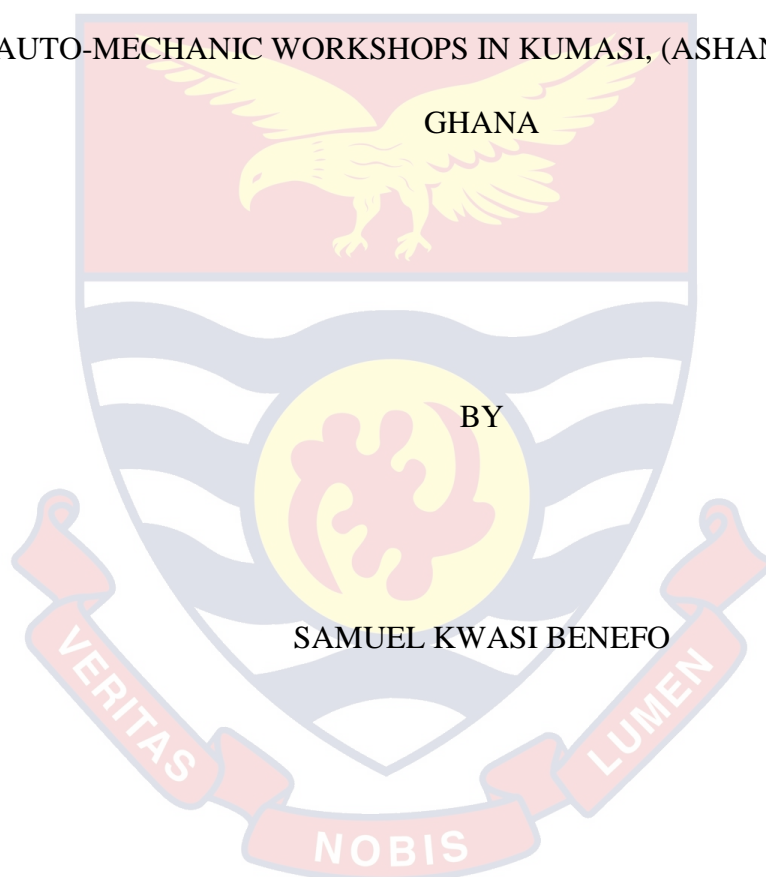 AUTO-MECHANIC WORKSHOPS IN KUMASI, (ASHAN
GHANA
BY
SAMUEL KWASI BENEFO
VERITAS
NOBIS
LUMEN